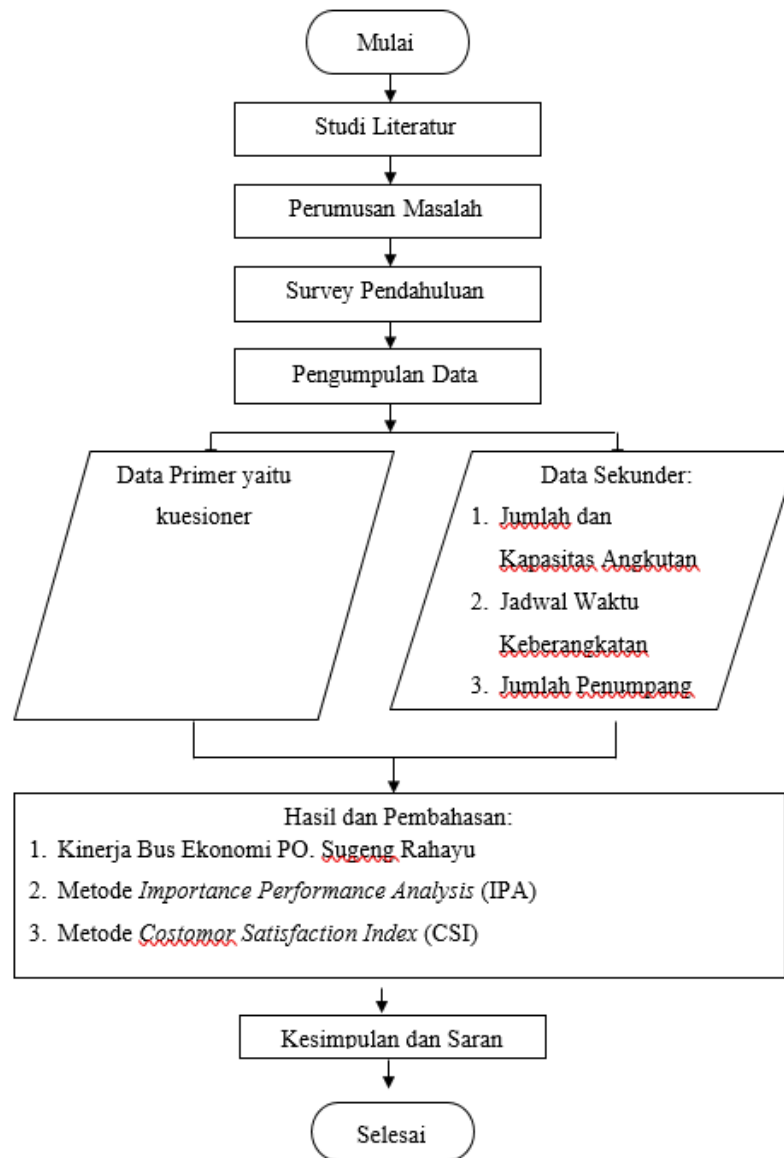 Mulai
Studi Literatur
Perumusan Masalah
Survey Pendahuluan
Pengumpulan Data
Data Primer yaitu
kuesioner
Data Sekunder:
1. Jumlah dan
Kapasitas Angkutan
2. Jadwal Waktu
Keberangkatan
3. Jumlah Penumpang
Hasil dan Pembahasan:
1. Kinerja Bus Ekonomi PO. Sugeng Rahayu
2. Metode Importance Performance Analysis (IPA)
3. Metode Costomor Satisfaction Index (CSI)
Kesimpulan dan Saran
Selesai